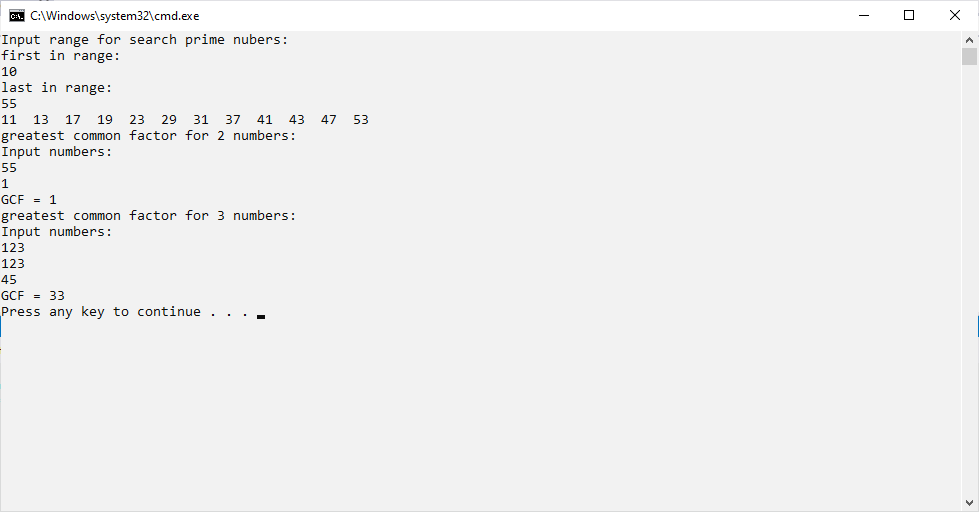 C:\Windows\system32\cmd.exe
Input range for search prime nubers:
first in range:
10
last in range:
55
11  13  17  19  23  29  31  37  41  43  47  53
greatest common factor for 2 numbers:
Input numbers:
55
1
GCF = 1
greatest common factor for 3 numbers:
Input numbers:
123
123
45
GCF = 33
Press any key to continue . . .